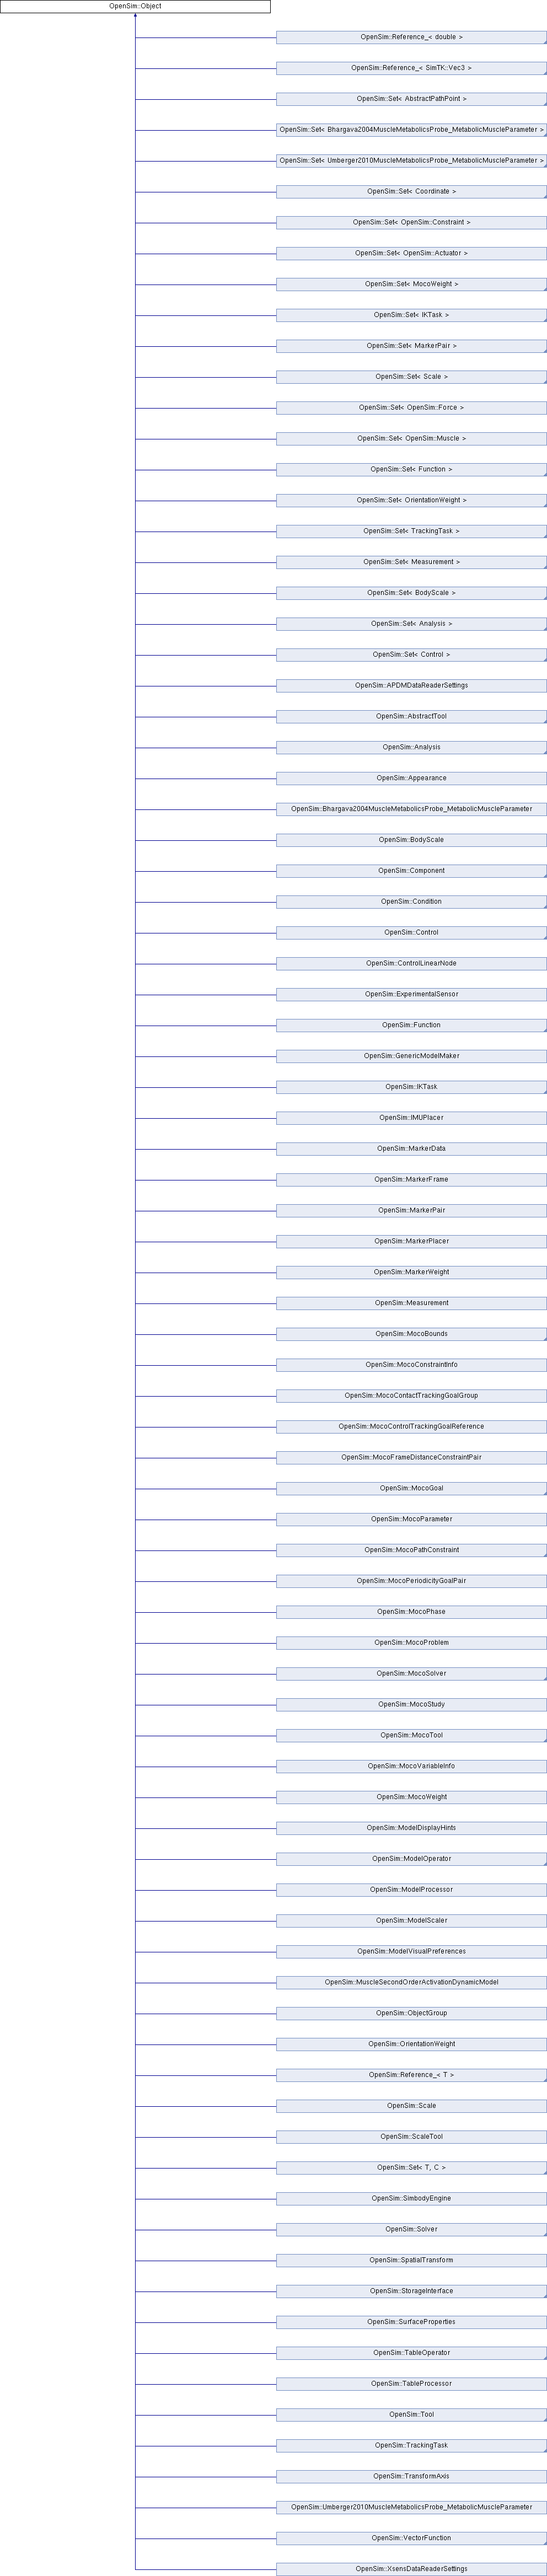 OpenSim::Object
OpenSim::Reference_< double >
OpenSim::Reference_< SimTK::Vec3 >
OpenSim::Set< AbstractPathPoint >
OpenSim::Set< Bhargava2004MuscleMetabolicsProbe_MetabolicMuscleParameter >
OpenSim::Set< Umberger2010MuscleMetabolicsProbe_MetabolicMuscleParameter >
OpenSim::Set< Coordinate >
OpenSim::Set< OpenSim::Constraint >
OpenSim::Set< OpenSim::Actuator >
OpenSim::Set< MocoWeight >
OpenSim::Set< IKTask >
OpenSim::Set< MarkerPair >
OpenSim::Set< Scale >
OpenSim::Set< OpenSim::Force >
OpenSim::Set< OpenSim::Muscle >
OpenSim::Set< Function >
OpenSim::Set< OrientationWeight >
OpenSim::Set< TrackingTask >
OpenSim::Set< Measurement >
OpenSim::Set< BodyScale >
OpenSim::Set< Analysis >
OpenSim::Set< Control >
OpenSim::APDMDataReaderSettings
OpenSim::AbstractTool
OpenSim::Analysis
OpenSim::Appearance
OpenSim::Bhargava2004MuscleMetabolicsProbe_MetabolicMuscleParameter
OpenSim::BodyScale
OpenSim::Component
OpenSim::Condition
OpenSim::Control
OpenSim::ControlLinearNode
OpenSim::ExperimentalSensor
OpenSim::Function
OpenSim::GenericModelMaker
OpenSim::IKTask
OpenSim::IMUPlacer
OpenSim::MarkerData
OpenSim::MarkerFrame
OpenSim::MarkerPair
OpenSim::MarkerPlacer
OpenSim::MarkerWeight
OpenSim::Measurement
OpenSim::MocoBounds
OpenSim::MocoConstraintInfo
OpenSim::MocoContactTrackingGoalGroup
OpenSim::MocoControlTrackingGoalReference
OpenSim::MocoFrameDistanceConstraintPair
OpenSim::MocoGoal
OpenSim::MocoParameter
OpenSim::MocoPathConstraint
OpenSim::MocoPeriodicityGoalPair
OpenSim::MocoPhase
OpenSim::MocoProblem
OpenSim::MocoSolver
OpenSim::MocoStudy
OpenSim::MocoTool
OpenSim::MocoVariableInfo
OpenSim::MocoWeight
OpenSim::ModelDisplayHints
OpenSim::ModelOperator
OpenSim::ModelProcessor
OpenSim::ModelScaler
OpenSim::ModelVisualPreferences
OpenSim::MuscleSecondOrderActivationDynamicModel
OpenSim::ObjectGroup
OpenSim::OrientationWeight
OpenSim::Reference_< T >
OpenSim::Scale
OpenSim::ScaleTool
OpenSim::Set< T, C >
OpenSim::SimbodyEngine
OpenSim::Solver
OpenSim::SpatialTransform
OpenSim::StorageInterface
OpenSim::SurfaceProperties
OpenSim::TableOperator
OpenSim::TableProcessor
OpenSim::Tool
OpenSim::TrackingTask
OpenSim::TransformAxis
OpenSim::Umberger2010MuscleMetabolicsProbe_MetabolicMuscleParameter
OpenSim::VectorFunction
OpenSim::XsensDataReaderSettings